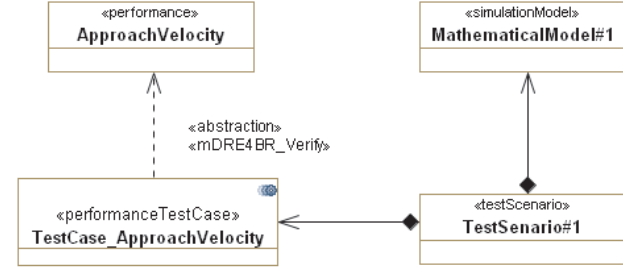 «performance»
ApproachVelocity
«simulationModel»
MathematicalModel#1
«abstraction»
«mDRE4BR_Verify»
«performanceTestCase»
TestCase_ApproachVelocity
«testScenario»
TestSenario#1